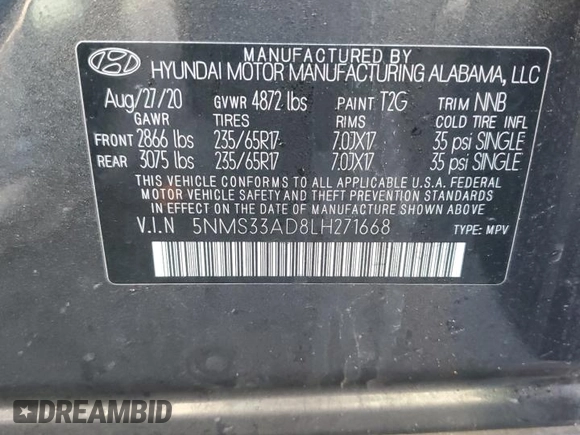 MANUFACTURED BY
HYUNDAI MOTOR MANUFACTURING ALABAMA, LLC
Aug/27/20 GVWR 4872 lbs PAINT T2G TRIM NNB
GAWR TIRES RIMS COLD TIRE INFL
FRONT 2866 lbs 235/65R17 7.0JX17 35 psi SINGLE
REAR 3075 lbs 235/65R17 7.0JX17 35 psi SINGLE
THIS VEHICLE CONFORMS TO ALL APPLICABLE U.S.A. FEDERAL
MOTOR VEHICLE SAFETY AND THEFT PREVENTION STANDARDS
IN EFFECT ON THE DATE OF MANUFACTURE SHOWN ABOVE
V.I.N 5NMS33AD8LH271668 TYPE: MPV
DREAMBID